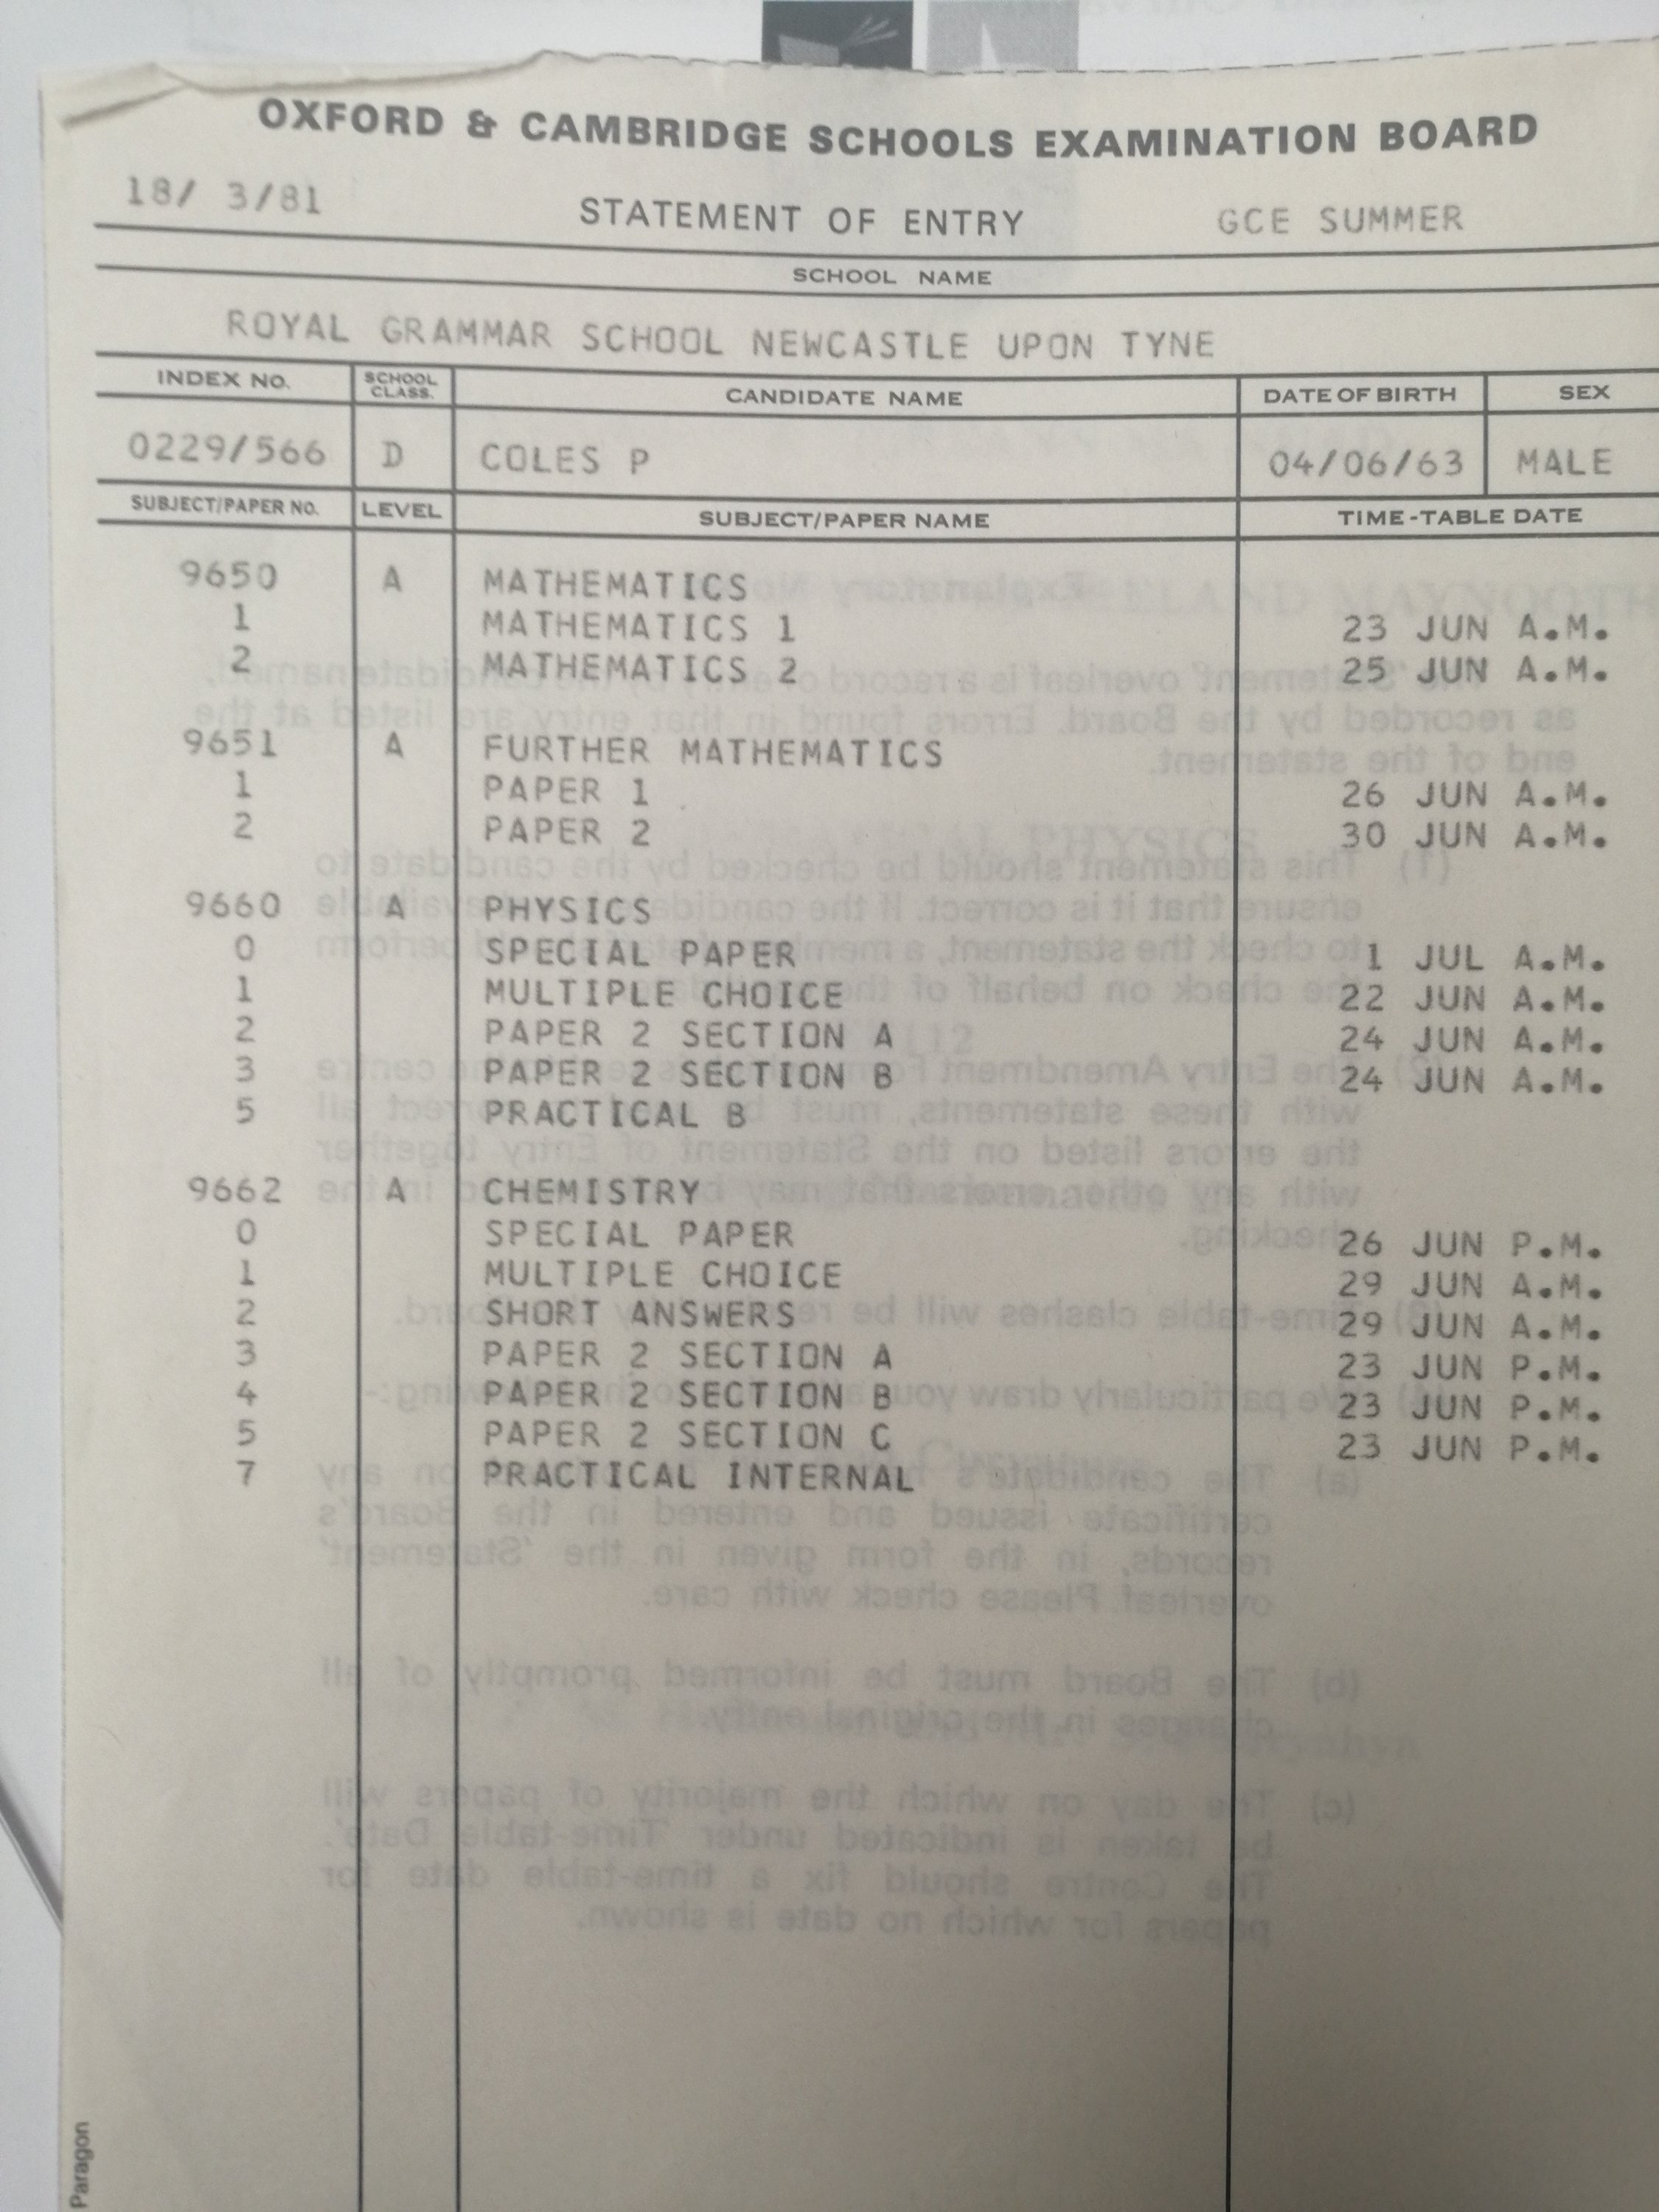 OXFORD & CAMBRIDGE SCHOOLS EXAMINATION BOARD
18/ 3/81 STATEMENT OF ENTRY GCE SUMMER
SCHOOL NAME
ROYAL GRAMMAR SCHOOL NEWCASTLE UPON TYNE
INDEX NO. SCHOOL CLASS. CANDIDATE NAME DATE OF BIRTH SEX
0229/566 D COLES P 04/06/63 MALE
SUBJECT/PAPER NO. LEVEL SUBJECT/PAPER NAME TIME-TABLE DATE
9650 A MATHEMATICS
1 MATHEMATICS 1 23 JUN A.M.
2 MATHEMATICS 2 25 JUN A.M.
9651 A FURTHER MATHEMATICS
1 PAPER 1 26 JUN A.M.
2 PAPER 2 30 JUN A.M.
9660 A PHYSICS
0 SPECIAL PAPER 1 JUL A.M.
1 MULTIPLE CHOICE 22 JUN A.M.
2 PAPER 2 SECTION A 24 JUN A.M.
3 PAPER 2 SECTION B 24 JUN A.M.
5 PRACTICAL B
9662 A CHEMISTRY
0 SPECIAL PAPER 26 JUN P.M.
1 MULTIPLE CHOICE 29 JUN A.M.
2 SHORT ANSWERS 29 JUN A.M.
3 PAPER 2 SECTION A 23 JUN P.M.
4 PAPER 2 SECTION B 23 JUN P.M.
5 PAPER 2 SECTION C 23 JUN P.M.
7 PRACTICAL INTERNAL
Paragon